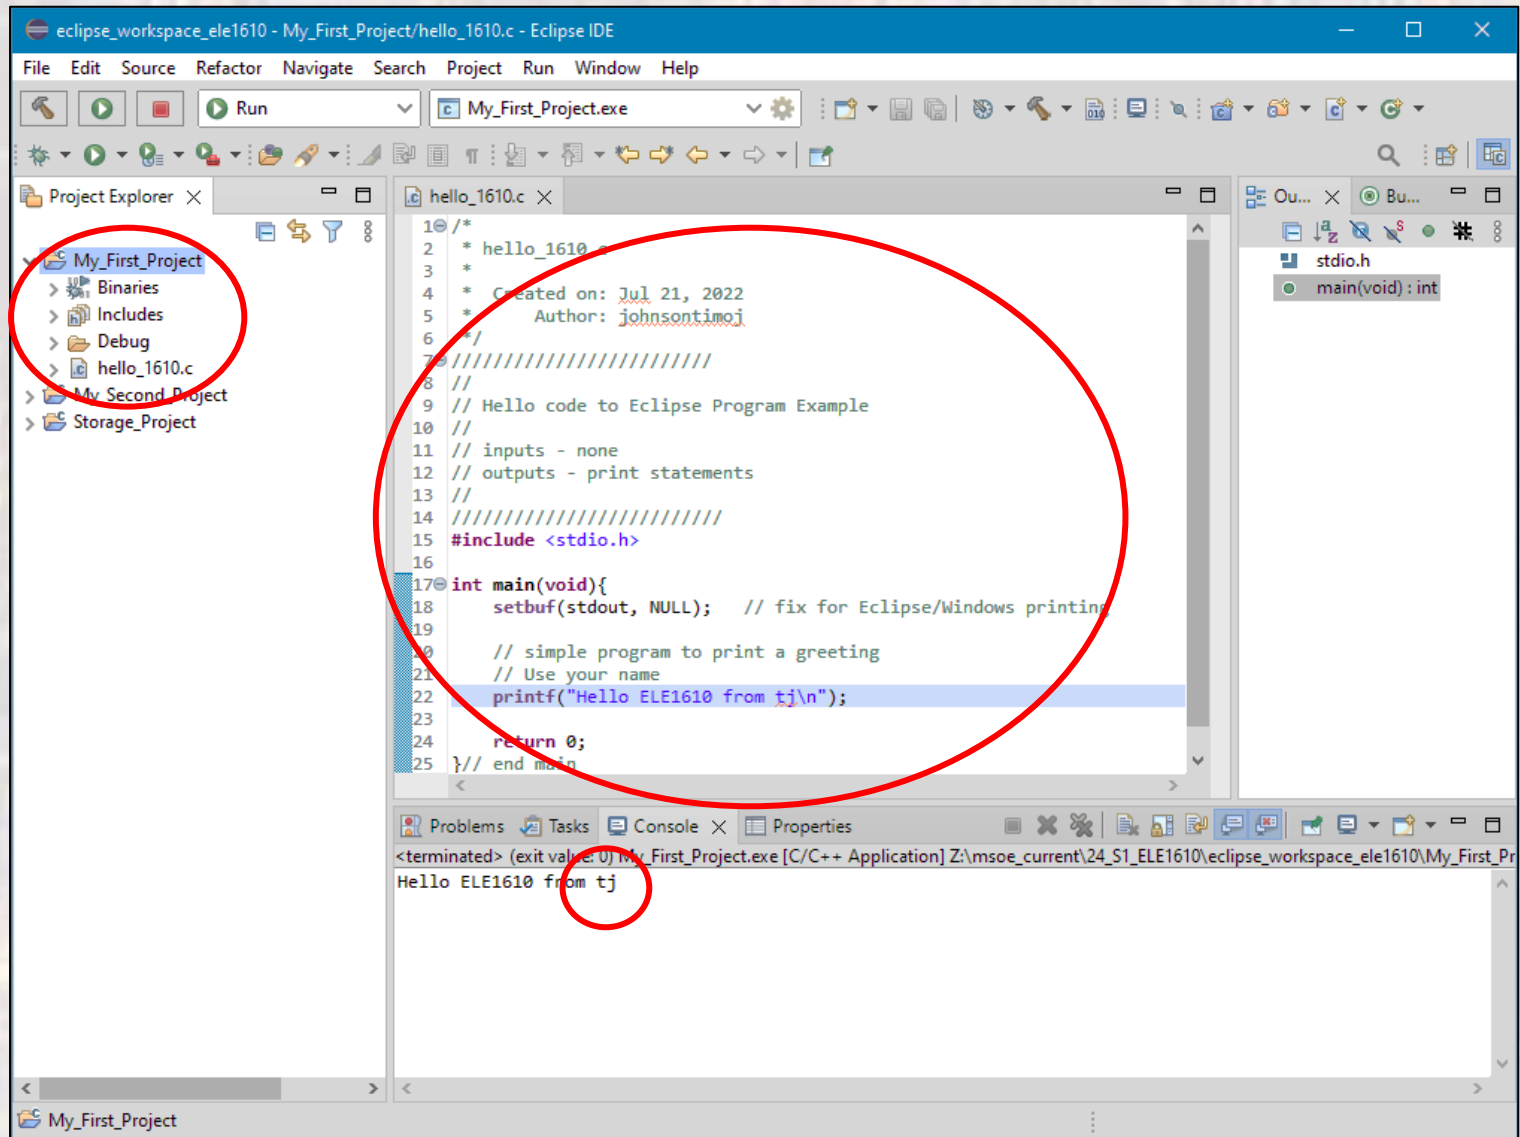 eclipse_workspace_ele1610 - My_First_Project/hello_1610.c - Eclipse IDE
File Edit Source Refactor Navigate Search Project Run Window Help
Run
My_First_Project.exe
Project Explorer
My_First_Project
Binaries
Includes
Debug
hello_1610.c
My_Second_Project
Storage_Project
hello_1610.c
1 /*
2  * hello_1610.c
3  *
4  *  Created on: Jul 21, 2022
5  *      Author: johnsontimoj
6  */
7 /////////////////////////
8 //
9 // Hello code to Eclipse Program Example
10 //
11 // inputs - none
12 // outputs - print statements
13 //
14 //////////////////////////
15 #include <stdio.h>
16
17 int main(void){
18     setbuf(stdout, NULL);   // fix for Eclipse/Windows printing
19
20     // simple program to print a greeting
21     // Use your name
22     printf("Hello ELE1610 from tj\n");
23
24     return 0;
25 }// end main
Ou... Bu...
stdio.h
main(void) : int
Problems Tasks Console Properties
<terminated> (exit value: 0) My_First_Project.exe [C/C++ Application] Z:\msoe_current\24_S1_ELE1610\eclipse_workspace_ele1610\My_First_Pr
Hello ELE1610 from tj
My_First_Project